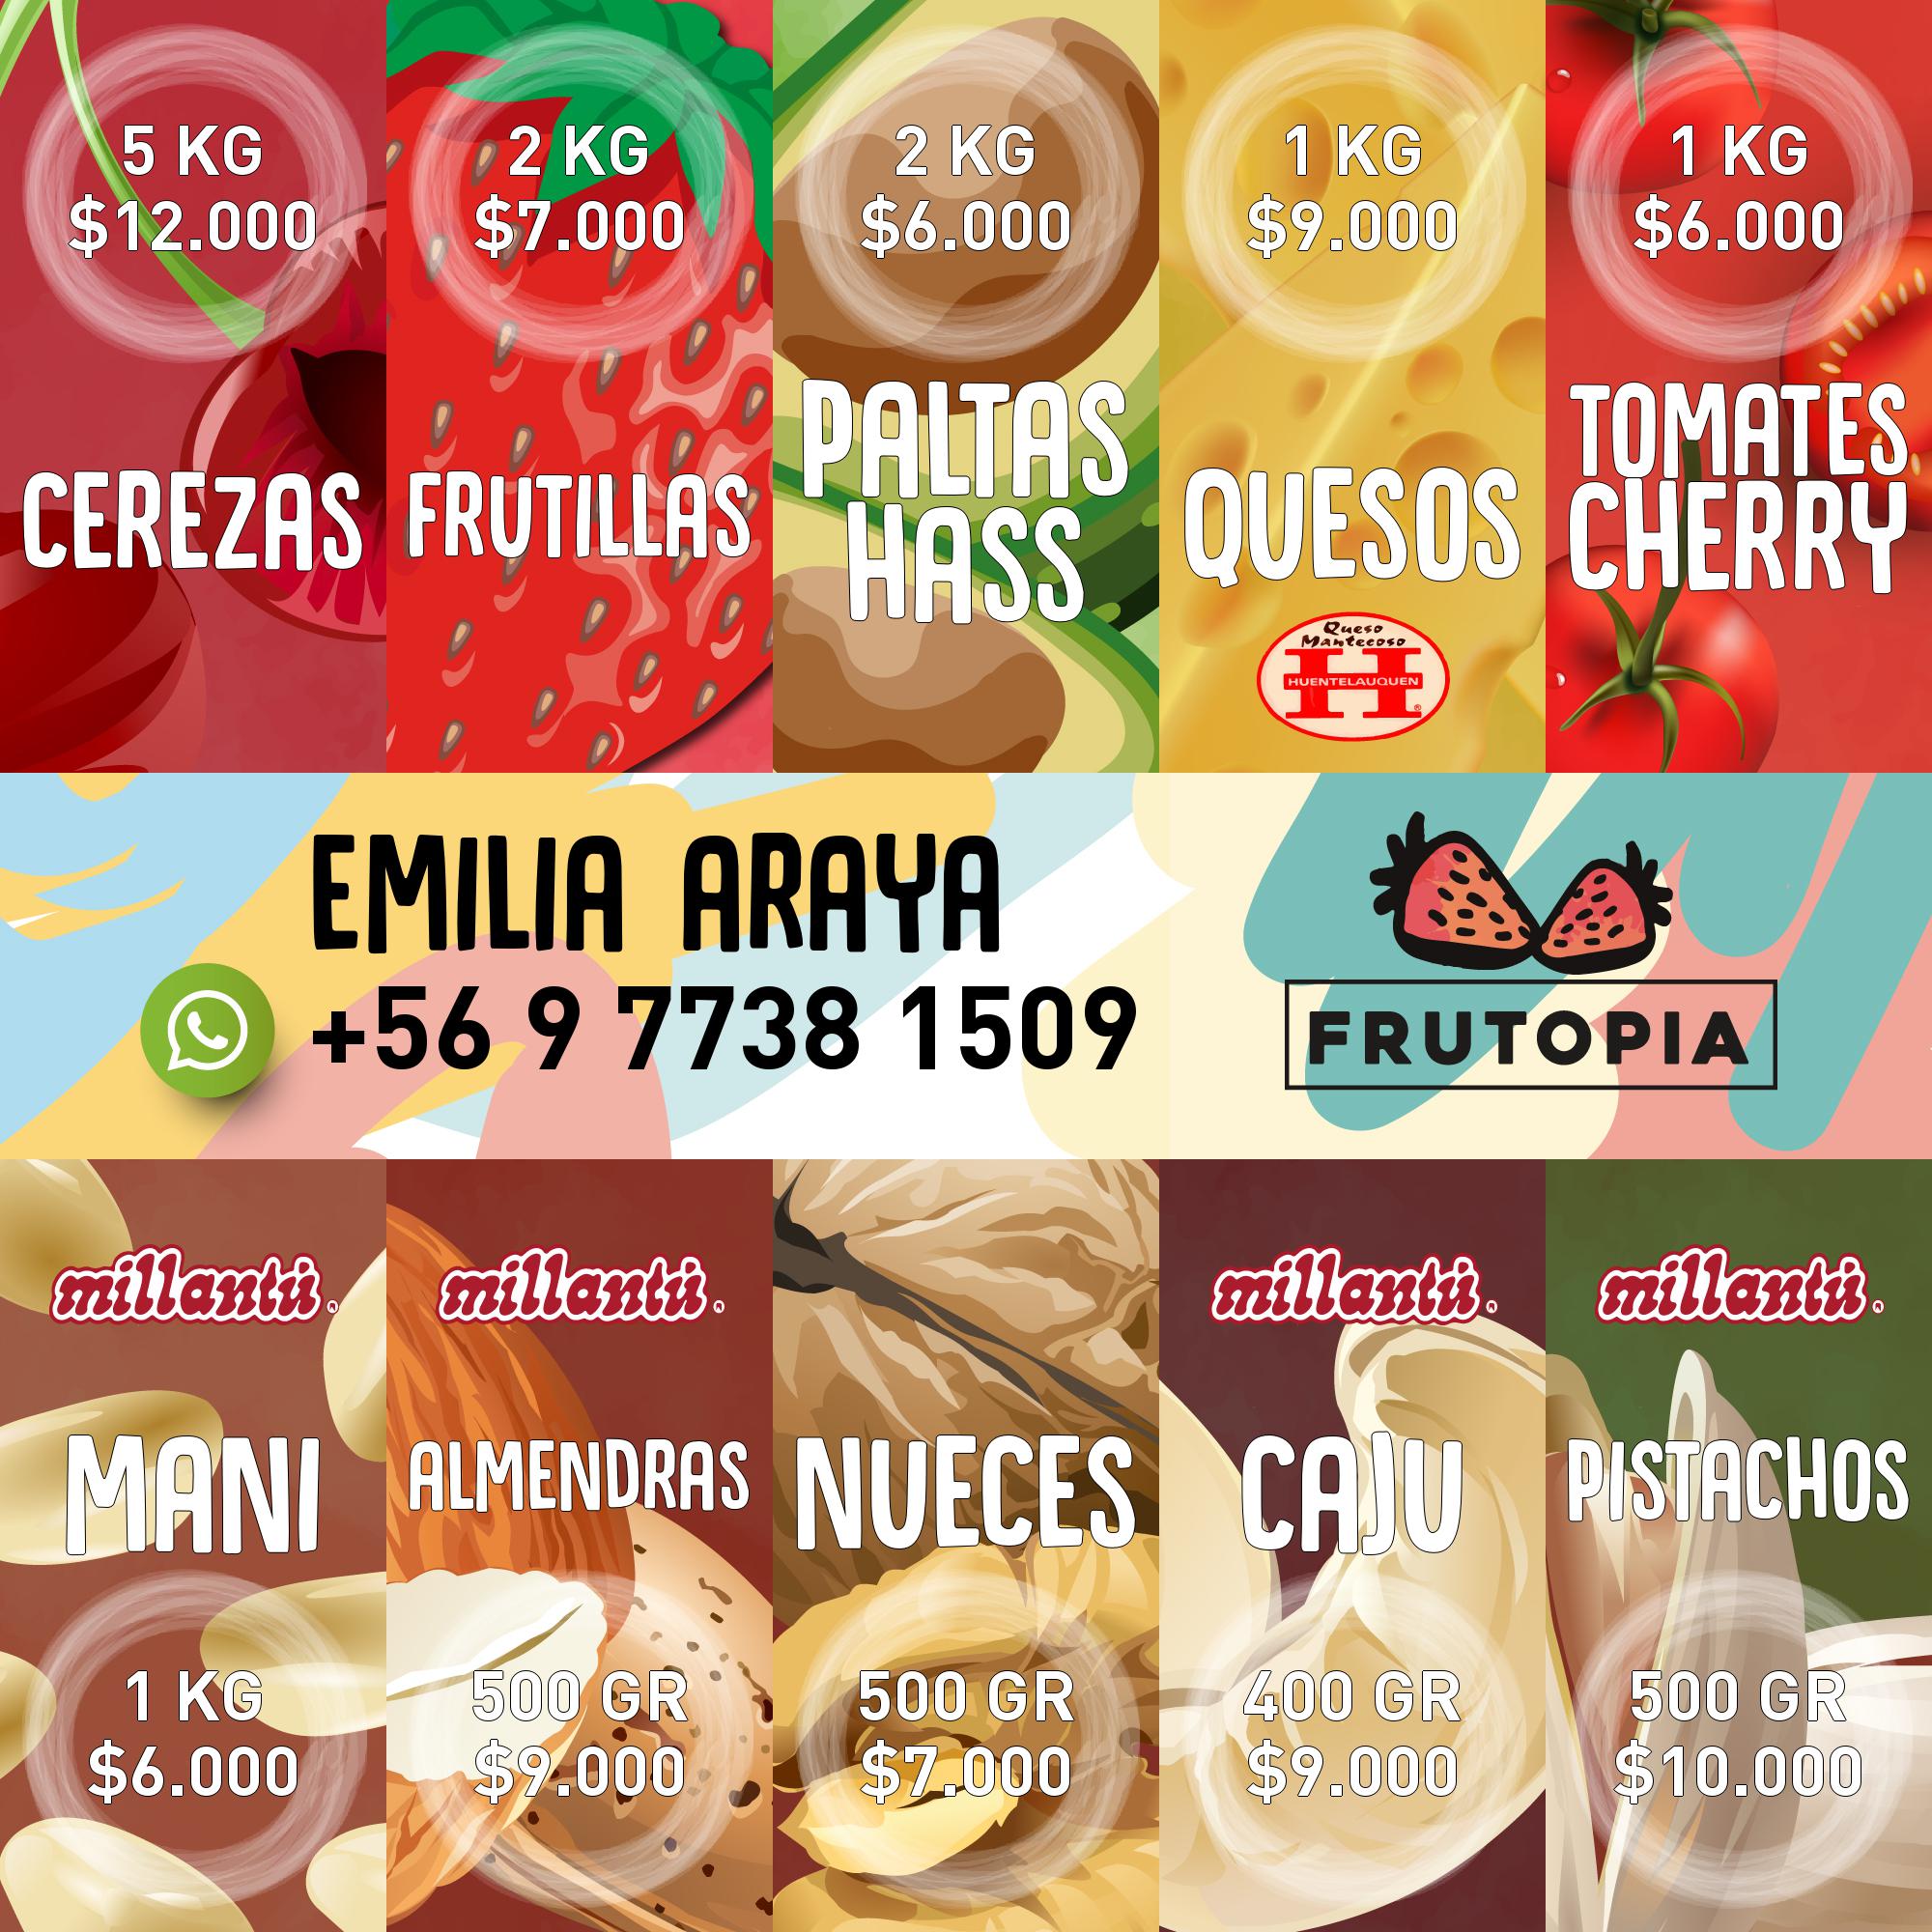 5 KG
$12.000
CEREZAS
2 KG
$7.000
FRUTILLAS
2 KG
$6.000
PALTAS
HASS
1 KG
$9.000
QUESOS
Queso
Mantecoso
H
HUENTELAUQUEN
®
1 KG
$6.000
TOMATES
CHERRY
EMILIA ARAYA
+56 9 7738 1509
FRUTOPIA
millantú®
MANI
1 KG
$6.000
millantú®
ALMENDRAS
500 GR
$9.000
NUECES
500 GR
$7.000
millantú®
CAJU
400 GR
$9.000
millantú®
PISTACHOS
500 GR
$10.000